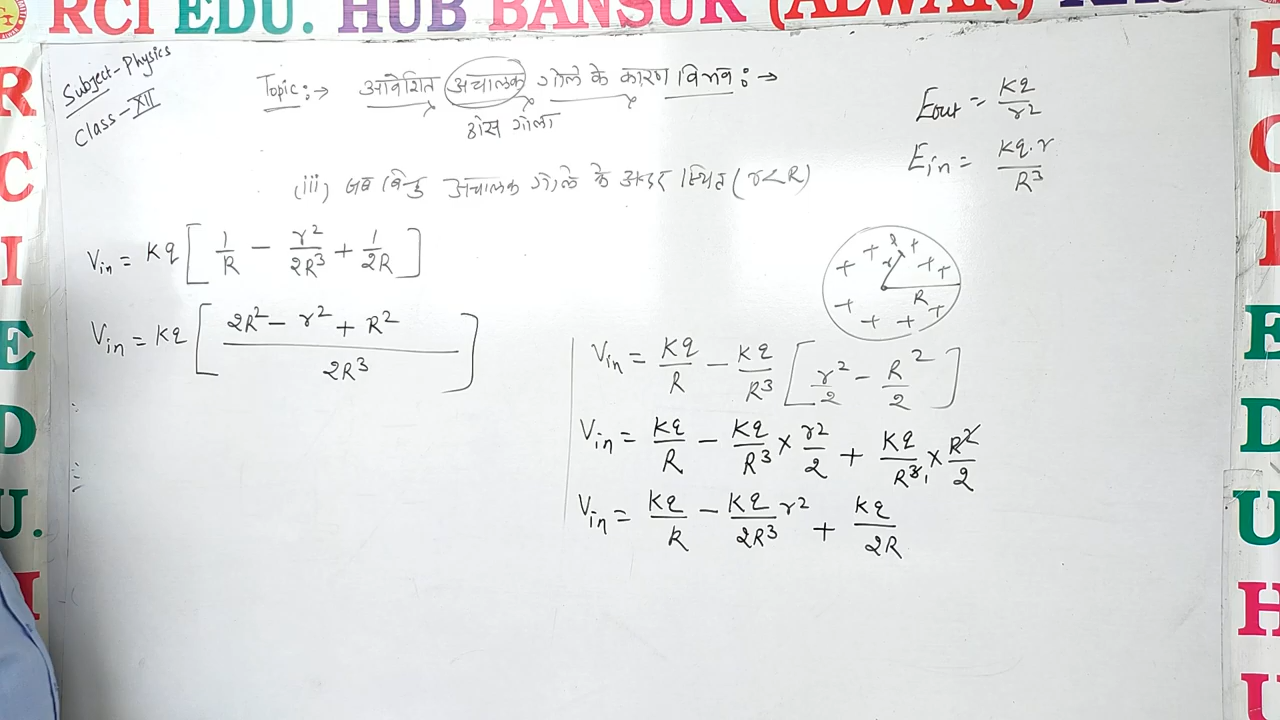 RCI EDU. HUB BANSUR (ALWAR)
Subject-Physics
Class-XII
Topic:→ आवेशित अचालक गोले के कारण विभव:→
ठोस गोला
(iii) जब बिन्दु अचालक गोले के अन्दर स्थित (r<R)
Eout = Kq/r²
Ein = Kq.r/R³
Vin = Kq [ 1/R − r²/2R³ + 1/2R ]
Vin = Kq [ (2R² − r² + R²)/2R³ ]
r
R
Vin = Kq/R − Kq/R³ [ r²/2 − R²/2 ]
Vin = Kq/R − Kq/R³ × r²/2 + Kq/R³ × R²/2
Vin = Kq/R − Kq/2R³ r² + Kq/2R
R
C
I
E
D
U.
R
C
I
E
D
U
H
U